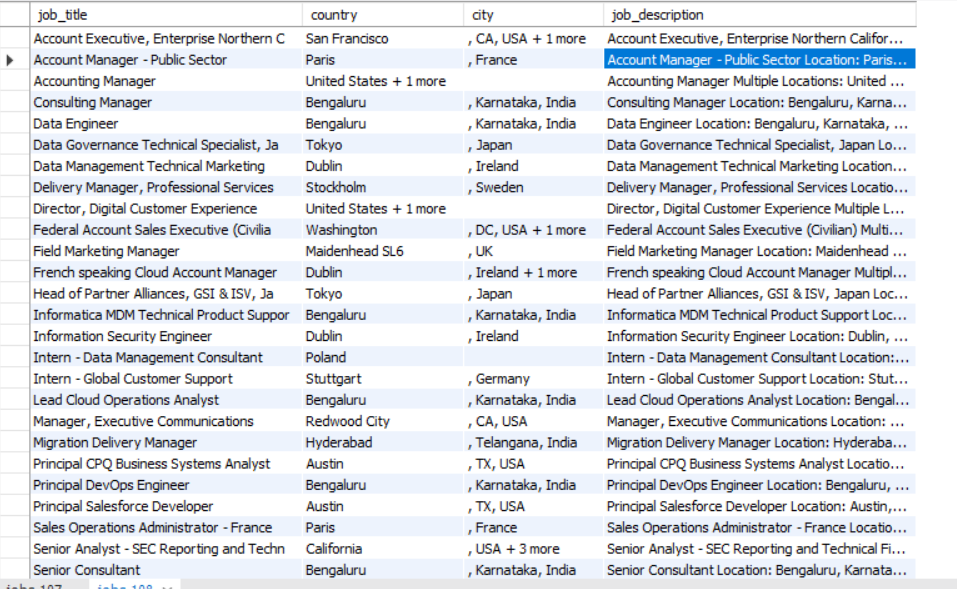 job_title country city job_description
Account Executive, Enterprise Northern C San Francisco , CA, USA + 1 more Account Executive, Enterprise Northern Califor...
Account Manager - Public Sector Paris , France Account Manager - Public Sector Location: Paris...
Accounting Manager United States + 1 more Accounting Manager Multiple Locations: United ...
Consulting Manager Bengaluru , Karnataka, India Consulting Manager Location: Bengaluru, Karna...
Data Engineer Bengaluru , Karnataka, India Data Engineer Location: Bengaluru, Karnataka, ...
Data Governance Technical Specialist, Ja Tokyo , Japan Data Governance Technical Specialist, Japan Lo...
Data Management Technical Marketing Dublin , Ireland Data Management Technical Marketing Location...
Delivery Manager, Professional Services Stockholm , Sweden Delivery Manager, Professional Services Locatio...
Director, Digital Customer Experience United States + 1 more Director, Digital Customer Experience Multiple L...
Federal Account Sales Executive (Civilia Washington , DC, USA + 1 more Federal Account Sales Executive (Civilian) Multi...
Field Marketing Manager Maidenhead SL6 , UK Field Marketing Manager Location: Maidenhead ...
French speaking Cloud Account Manager Dublin , Ireland + 1 more French speaking Cloud Account Manager Multipl...
Head of Partner Alliances, GSI & ISV, Ja Tokyo , Japan Head of Partner Alliances, GSI & ISV, Japan Loc...
Informatica MDM Technical Product Suppor Bengaluru , Karnataka, India Informatica MDM Technical Product Support Loc...
Information Security Engineer Dublin , Ireland Information Security Engineer Location: Dublin, ...
Intern - Data Management Consultant Poland Intern - Data Management Consultant Location:...
Intern - Global Customer Support Stuttgart , Germany Intern - Global Customer Support Location: Stut...
Lead Cloud Operations Analyst Bengaluru , Karnataka, India Lead Cloud Operations Analyst Location: Bengal...
Manager, Executive Communications Redwood City , CA, USA Manager, Executive Communications Location: ...
Migration Delivery Manager Hyderabad , Telangana, India Migration Delivery Manager Location: Hyderaba...
Principal CPQ Business Systems Analyst Austin , TX, USA Principal CPQ Business Systems Analyst Locatio...
Principal DevOps Engineer Bengaluru , Karnataka, India Principal DevOps Engineer Location: Bengaluru, ...
Principal Salesforce Developer Austin , TX, USA Principal Salesforce Developer Location: Austin,...
Sales Operations Administrator - France Paris , France Sales Operations Administrator - France Locatio...
Senior Analyst - SEC Reporting and Techn California , USA + 3 more Senior Analyst - SEC Reporting and Technical Fi...
Senior Consultant Bengaluru , Karnataka, India Senior Consultant Location: Bengaluru, Karnata...